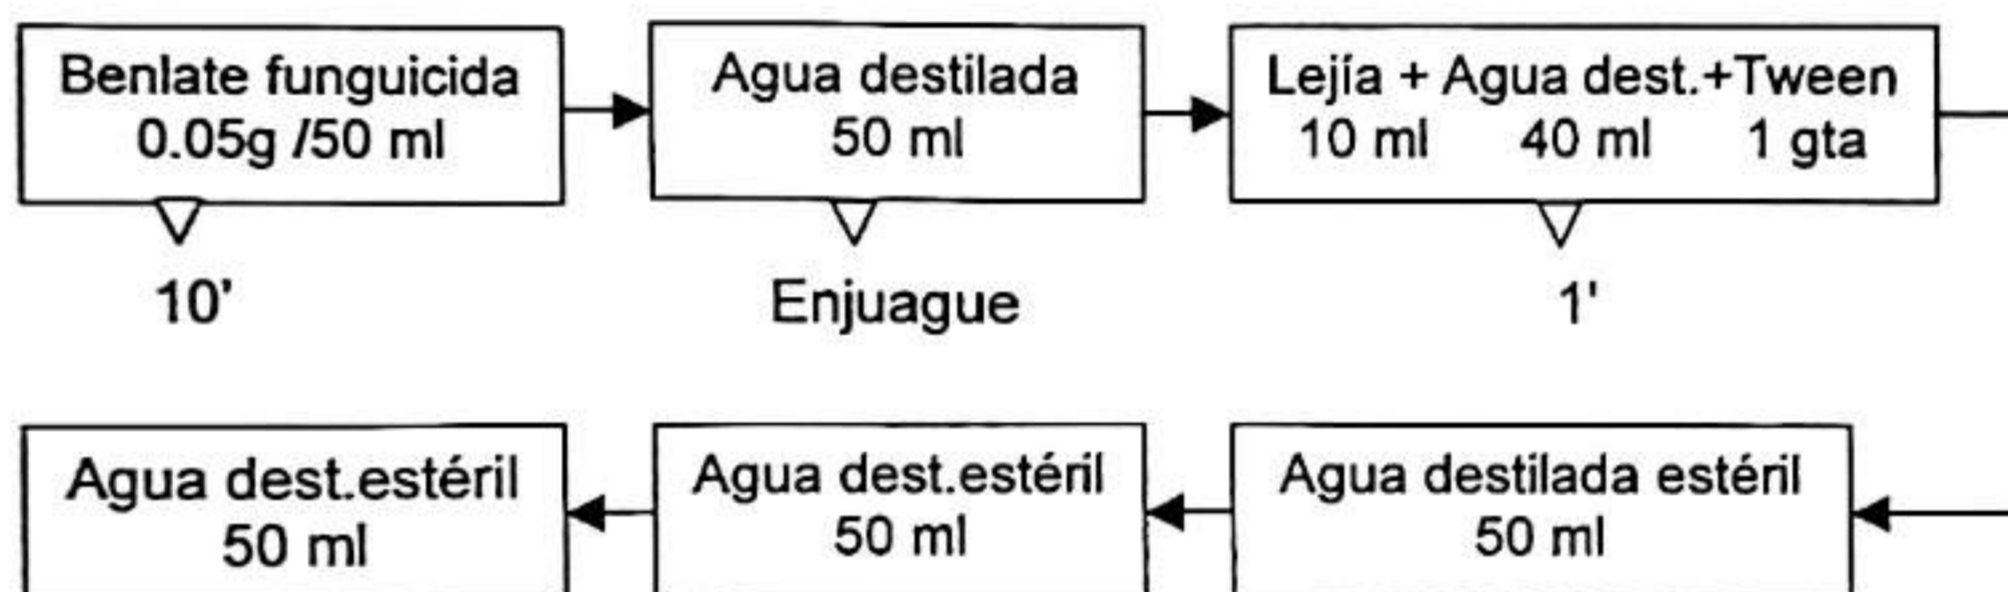 Benlate funguicida
0.05g /50 ml
10'
Agua destilada
50 ml
Enjuague
Lejía + Agua dest.+Tween
10 ml 40 ml 1 gta
1'
Agua destilada estéril
50 ml
Agua dest.estéril
50 ml
Agua dest.estéril
50 ml